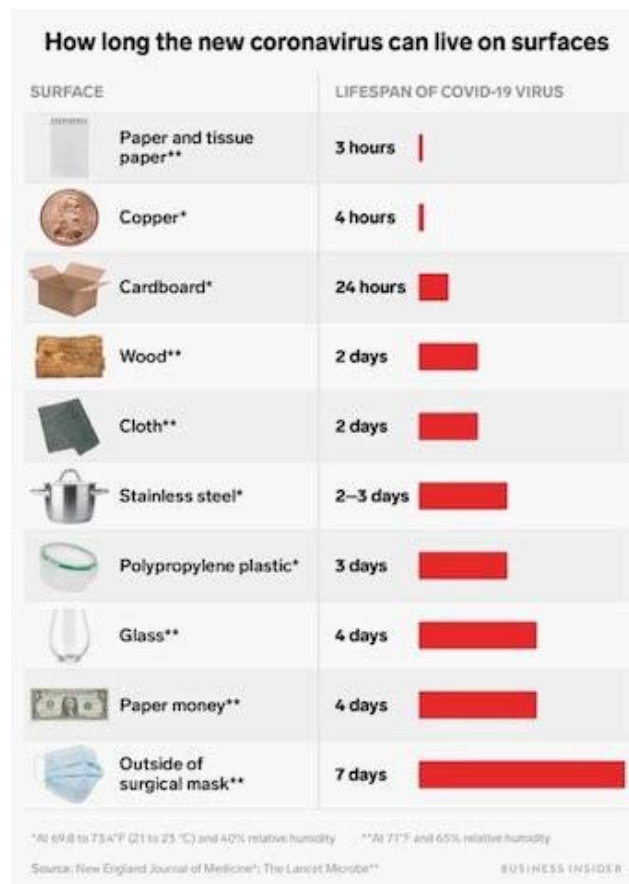 How long the new coronavirus can live on surfaces
SURFACE LIFESPAN OF COVID-19 VIRUS
Paper and tissue
paper** 3 hours
Copper* 4 hours
Cardboard* 24 hours
Wood** 2 days
Cloth** 2 days
Stainless steel* 2–3 days
Polypropylene plastic* 3 days
Glass** 4 days
Paper money** 4 days
Outside of
surgical mask** 7 days
*At 69.8 to 73.4°F (21 to 23 °C) and 40% relative humidity **At 71°F and 65% relative humidity
Source: New England Journal of Medicine*; The Lancet Microbe** BUSINESS INSIDER